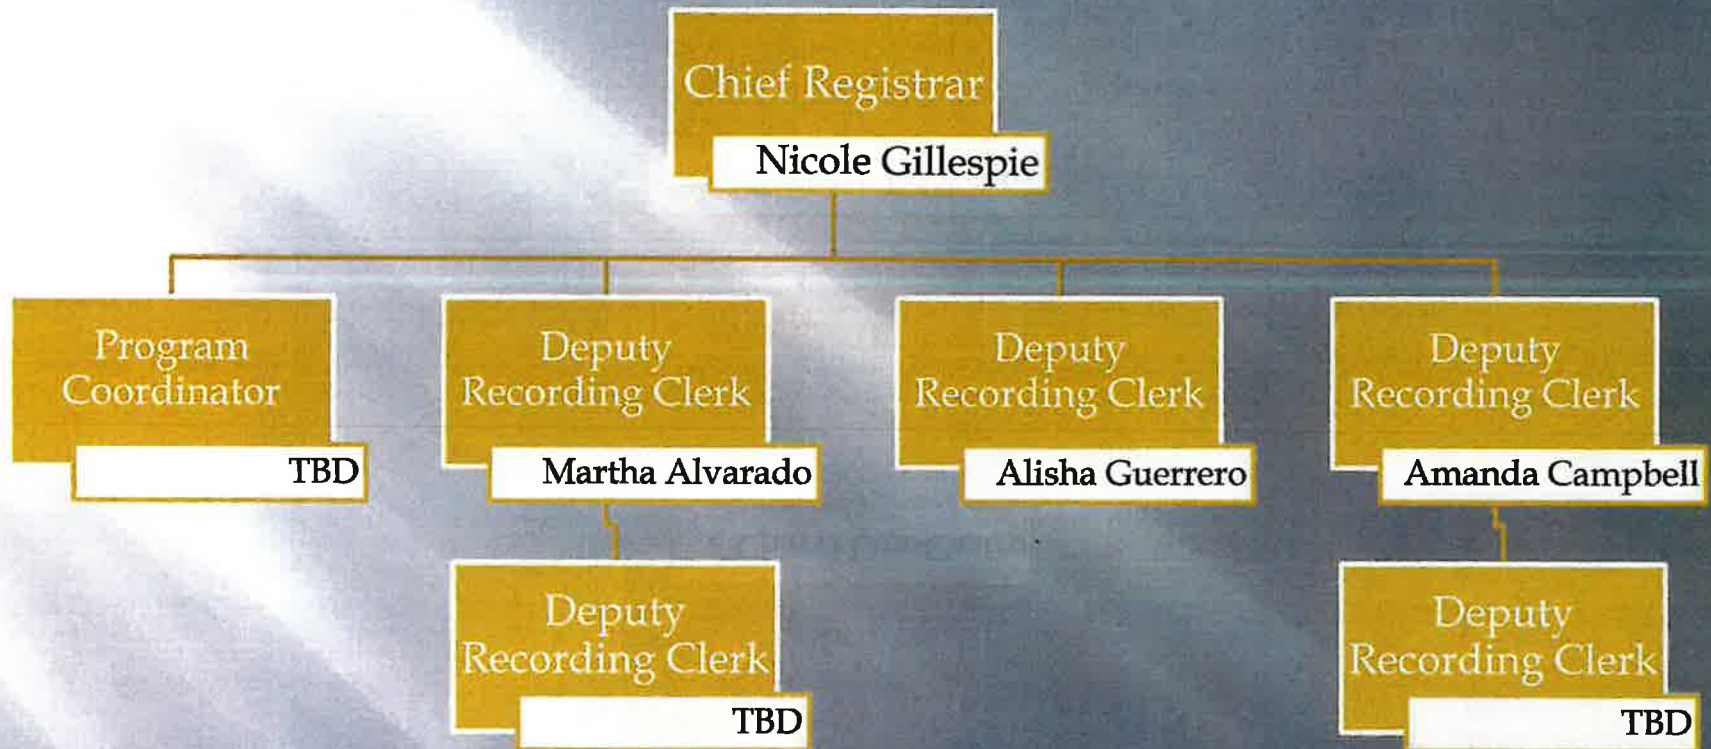 Chief Registrar
Nicole Gillespie
Program
Coordinator
TBD
Deputy
Recording Clerk
Martha Alvarado
Deputy
Recording Clerk
Alisha Guerrero
Deputy
Recording Clerk
Amanda Campbell
Deputy
Recording Clerk
TBD
Deputy
Recording Clerk
TBD